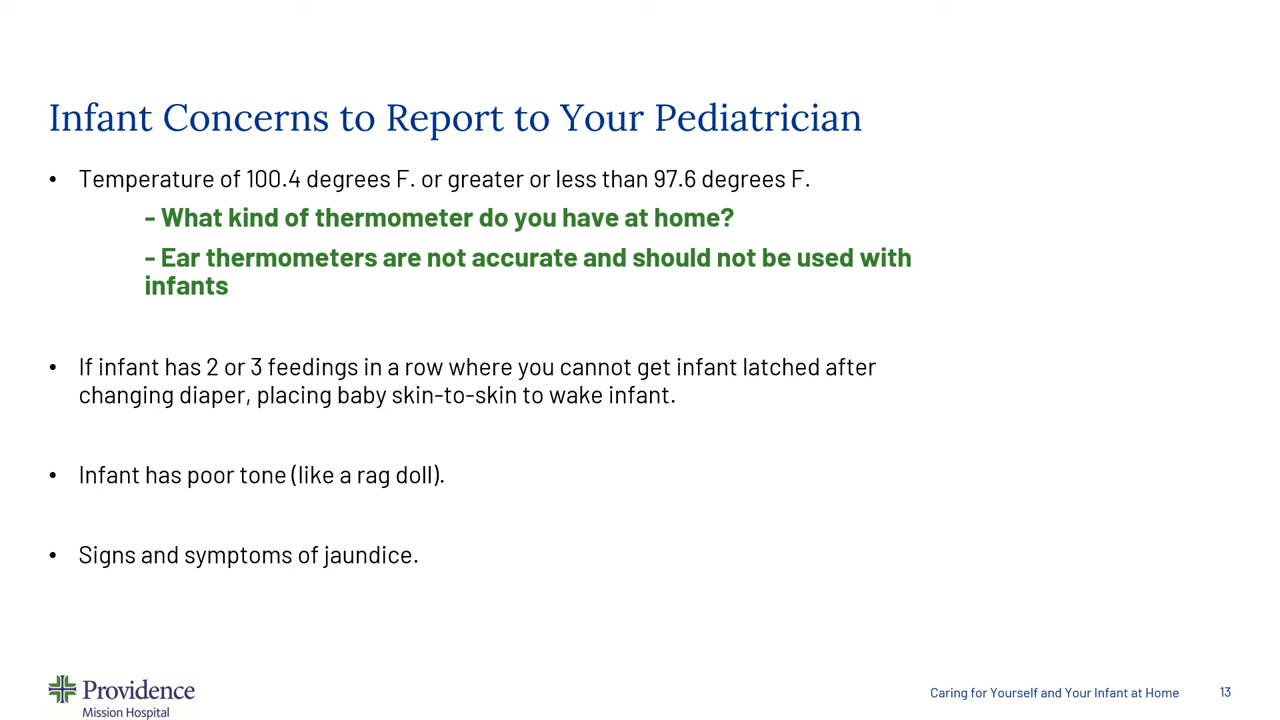 Infant Concerns to Report to Your Pediatrician
• Temperature of 100.4 degrees F. or greater or less than 97.6 degrees F.
- What kind of thermometer do you have at home?
- Ear thermometers are not accurate and should not be used with
infants
• If infant has 2 or 3 feedings in a row where you cannot get infant latched after
changing diaper, placing baby skin-to-skin to wake infant.
• Infant has poor tone (like a rag doll).
• Signs and symptoms of jaundice.
Providence
Mission Hospital
Caring for Yourself and Your Infant at Home 13